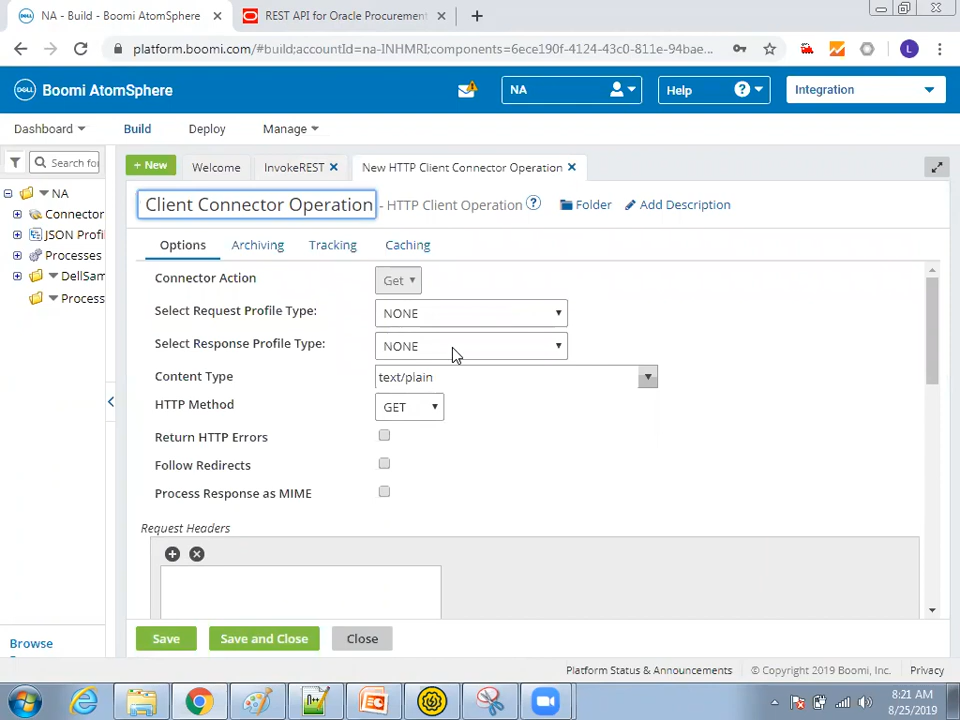 NA - Build - Boomi AtomSphere
REST API for Oracle Procurement
platform.boomi.com/#build:accountId=na-INHMRI;components=6ece190f-4124-43c0-811e-94bae...
L
DELL
Boomi AtomSphere
NA
Help
Integration
Dashboard
Build
Deploy
Manage
Search for
+ New
Welcome
InvokeREST
New HTTP Client Connector Operation
NA
Connector
JSON Profi
Processes
DellSam
Process
Client Connector Operation - HTTP Client Operation
Folder
Add Description
Options
Archiving
Tracking
Caching
Connector Action
Get
Select Request Profile Type:
NONE
Select Response Profile Type:
NONE
Content Type
text/plain
HTTP Method
GET
Return HTTP Errors
Follow Redirects
Process Response as MIME
Request Headers
Save
Save and Close
Close
Browse
Platform Status & Announcements
© Copyright 2019 Boomi, Inc.
Privacy
8:21 AM
8/25/2019